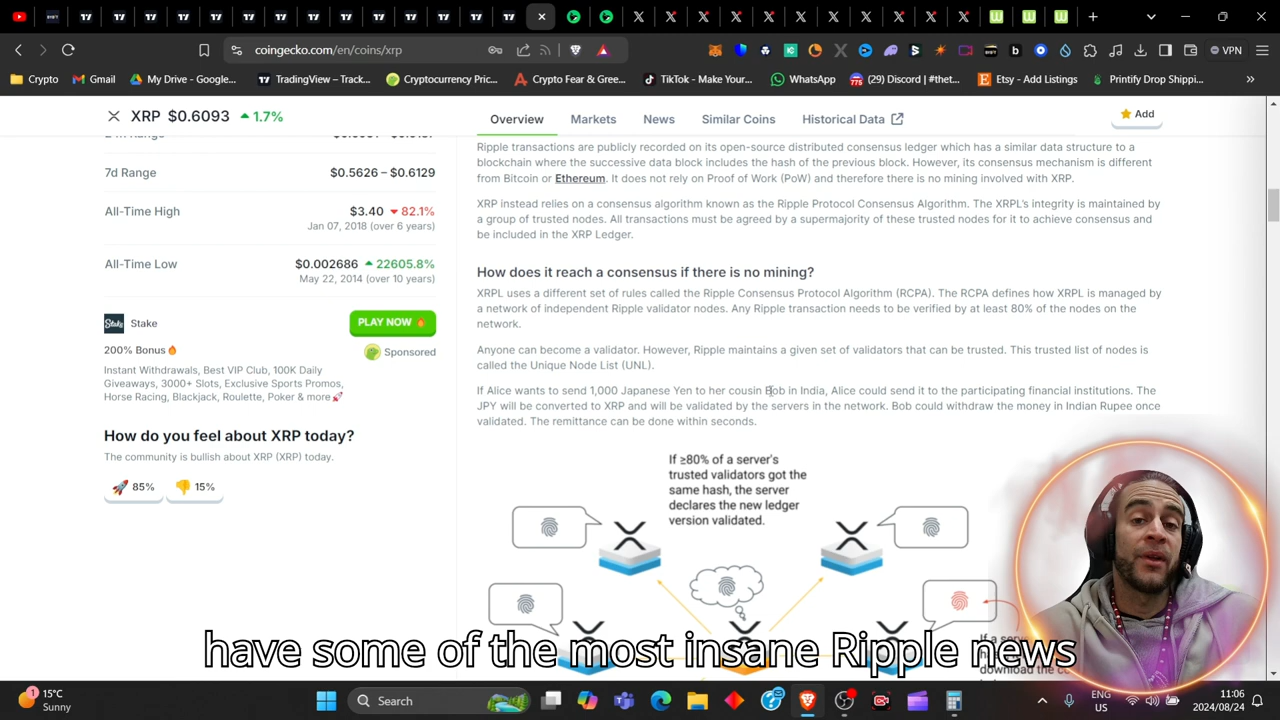 coingecko.com/en/coins/xrp
VPN
Crypto
Gmail
My Drive - Google...
TradingView – Track...
Cryptocurrency Pric...
Crypto Fear & Gree...
TikTok - Make Your...
WhatsApp
(29) Discord | #thet...
Etsy - Add Listings
Printify Drop Shippi...
XRP $0.6093 1.7%
Overview
Markets
News
Similar Coins
Historical Data
Add
7d Range
$0.5626 – $0.6129
All-Time High
$3.40 82.1%
Jan 07, 2018 (over 6 years)
All-Time Low
$0.002686 22605.8%
May 22, 2014 (over 10 years)
Stake
Stake
PLAY NOW
200% Bonus
Sponsored
Instant Withdrawals, Best VIP Club, 100K Daily
Giveaways, 3000+ Slots, Exclusive Sports Promos,
Horse Racing, Blackjack, Roulette, Poker & more
How do you feel about XRP today?
The community is bullish about XRP (XRP) today.
85%
15%
Ripple transactions are publicly recorded on its open-source distributed consensus ledger which has a similar data structure to a
blockchain where the successive data block includes the hash of the previous block. However, its consensus mechanism is different
from Bitcoin or Ethereum. It does not rely on Proof of Work (PoW) and therefore there is no mining involved with XRP.
XRP instead relies on a consensus algorithm known as the Ripple Protocol Consensus Algorithm. The XRPL's integrity is maintained by
a group of trusted nodes. All transactions must be agreed by a supermajority of these trusted nodes for it to achieve consensus and
be included in the XRP Ledger.
How does it reach a consensus if there is no mining?
XRPL uses a different set of rules called the Ripple Consensus Protocol Algorithm (RCPA). The RCPA defines how XRPL is managed by
a network of independent Ripple validator nodes. Any Ripple transaction needs to be verified by at least 80% of the nodes on the
network.
Anyone can become a validator. However, Ripple maintains a given set of validators that can be trusted. This trusted list of nodes is
called the Unique Node List (UNL).
If Alice wants to send 1,000 Japanese Yen to her cousin Bob in India, Alice could send it to the participating financial institutions. The
JPY will be converted to XRP and will be validated by the servers in the network. Bob could withdraw the money in Indian Rupee once
validated. The remittance can be done within seconds.
If ≥80% of a server's
trusted validators got the
same hash, the server
declares the new ledger
version validated.
have some of the most insane Ripple news
15°C
Sunny
1
Search
ENG
US
11:06
2024/08/24